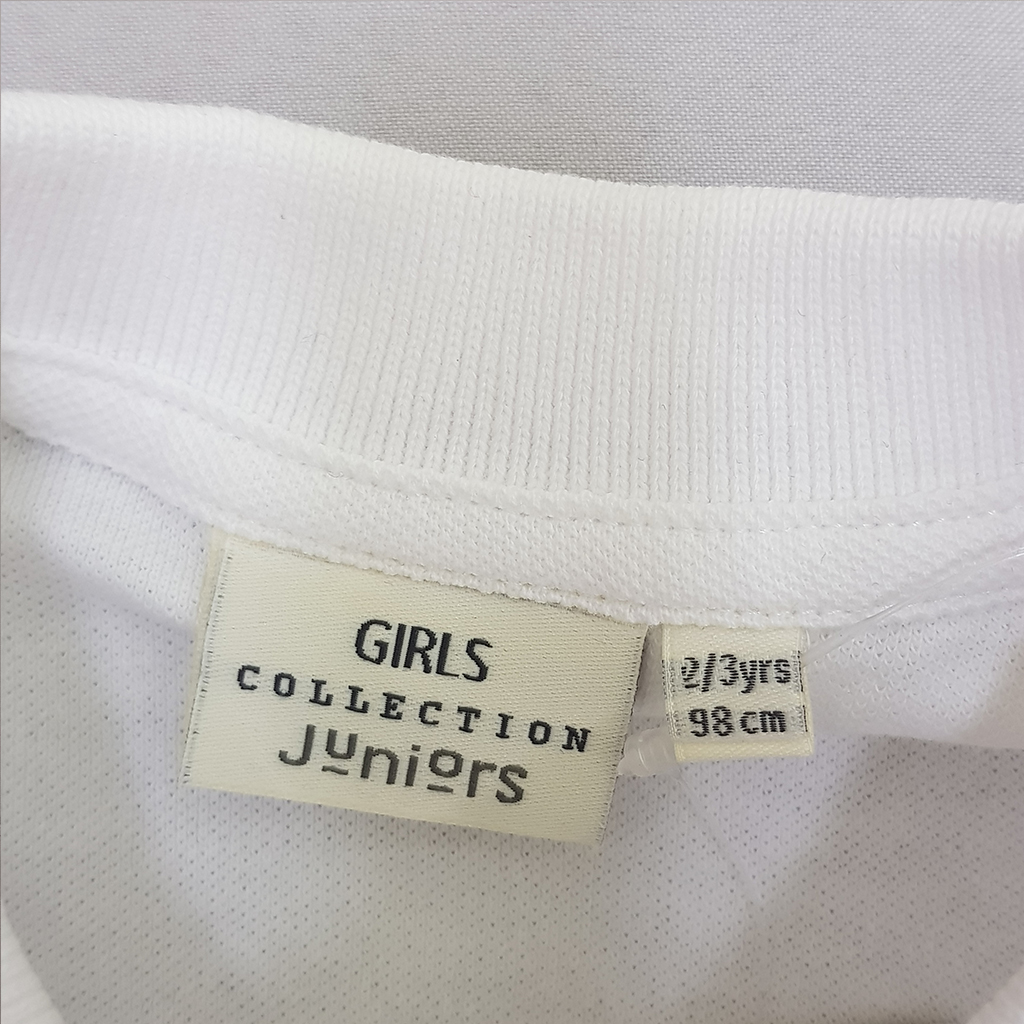 GIRLS
COLLECTION
Juniors
2/3yrs
98 cm